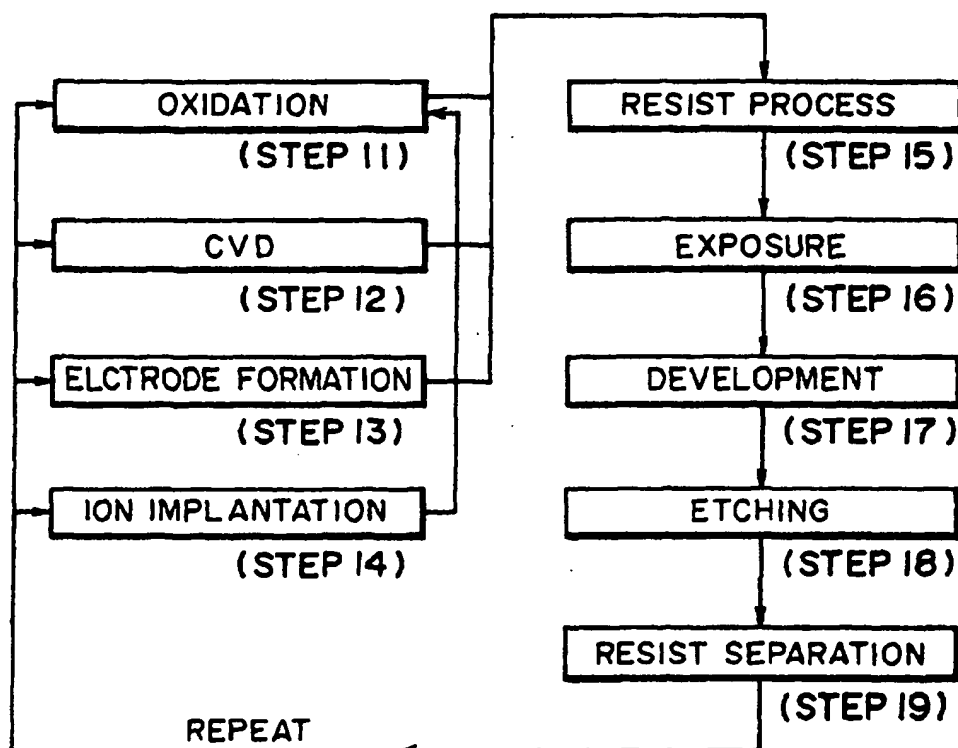 OXIDATION
(STEP 11)
CVD
(STEP 12)
ELCTRODE FORMATION
(STEP 13)
ION IMPLANTATION
(STEP 14)
RESIST PROCESS
(STEP 15)
EXPOSURE
(STEP 16)
DEVELOPMENT
(STEP 17)
ETCHING
(STEP 18)
RESIST SEPARATION
(STEP 19)
REPEAT